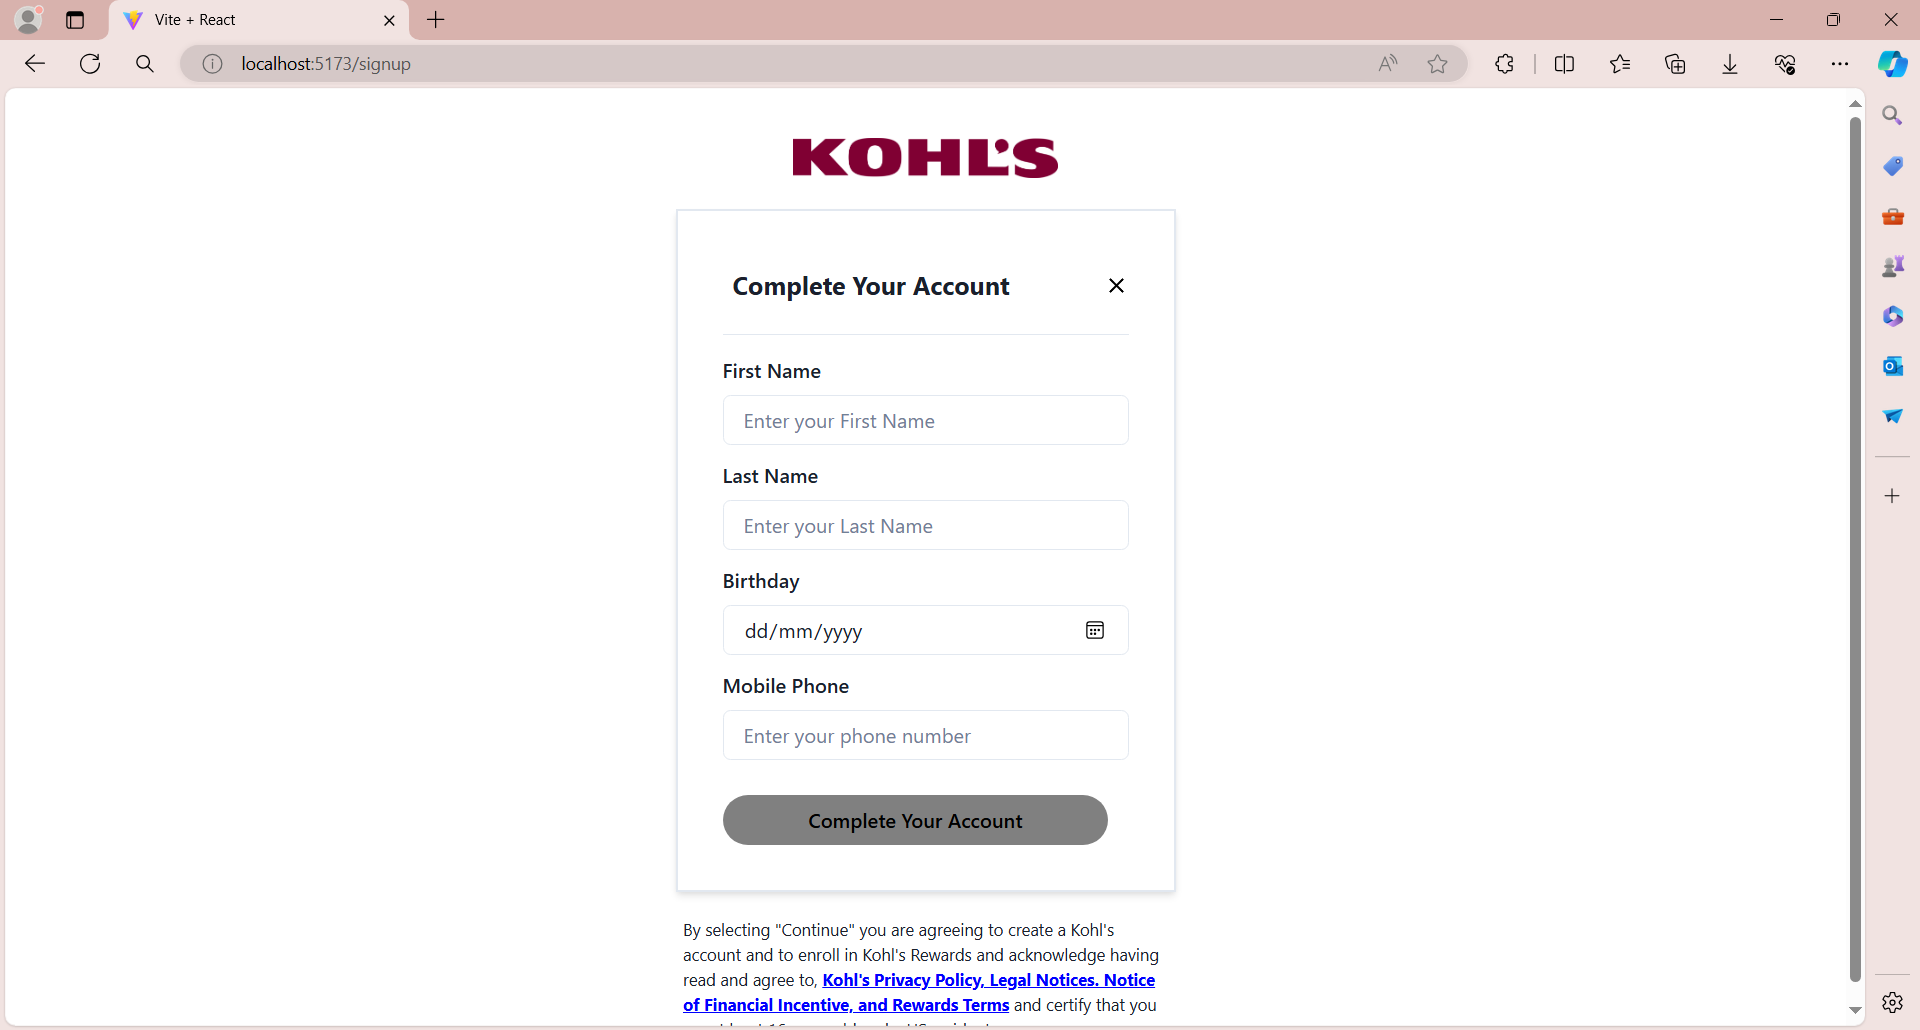 Vite + React
localhost:5173/signup
KOHL'S
Complete Your Account
First Name
Enter your First Name
Last Name
Enter your Last Name
Birthday
dd/mm/yyyy
Mobile Phone
Enter your phone number
Complete Your Account
By selecting "Continue" you are agreeing to create a Kohl's
account and to enroll in Kohl's Rewards and acknowledge having
read and agree to, Kohl's Privacy Policy, Legal Notices. Notice
of Financial Incentive, and Rewards Terms and certify that you